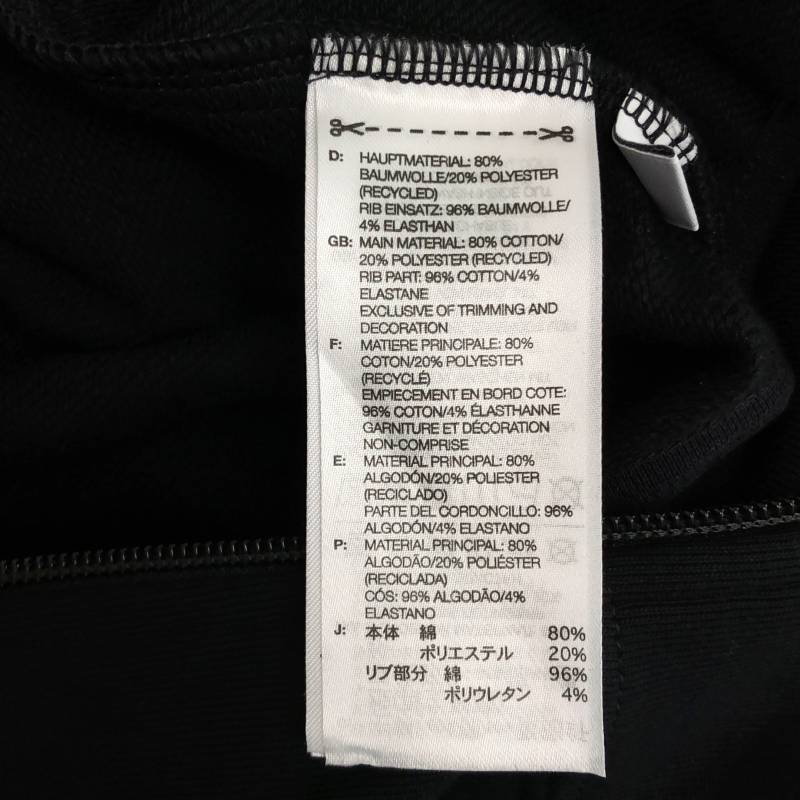 D: HAUPTMATERIAL: 80%
BAUMWOLLE/20% POLYESTER
(RECYCLED)
RIB EINSATZ: 96% BAUMWOLLE/
4% ELASTHAN
GB: MAIN MATERIAL: 80% COTTON/
20% POLYESTER (RECYCLED)
RIB PART: 96% COTTON/4%
ELASTANE
EXCLUSIVE OF TRIMMING AND
DECORATION
F: MATIERE PRINCIPALE: 80%
COTON/20% POLYESTER
(RECYCLÉ)
EMPIECEMENT EN BORD COTE:
96% COTON/4% ÉLASTHANNE
GARNITURE ET DÉCORATION
NON-COMPRISE
E: MATERIAL PRINCIPAL: 80%
ALGODÓN/20% POLIESTER
(RECICLADO)
PARTE DEL CORDONCILLO: 96%
ALGODÓN/4% ELASTANO
P: MATERIAL PRINCIPAL: 80%
ALGODÃO/20% POLIÉSTER
(RECICLADA)
CÓS: 96% ALGODÃO/4%
ELASTANO
J: 本体 綿 80%
ポリエステル 20%
リブ部分 綿 96%
ポリウレタン 4%